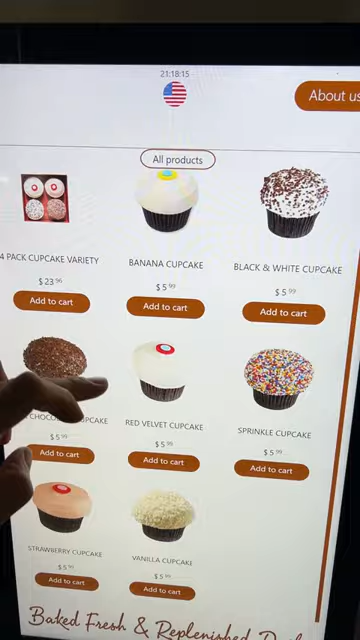 21:18:15
About us
All products
4 PACK CUPCAKE VARIETY
$ 23.96
Add to cart
BANANA CUPCAKE
$ 5.99
Add to cart
BLACK & WHITE CUPCAKE
$ 5.99
Add to cart
CUPCAKE
$ 5.99
Add to cart
RED VELVET CUPCAKE
$ 5.99
Add to cart
SPRINKLE CUPCAKE
$ 5.99
Add to cart
STRAWBERRY CUPCAKE
$ 5.99
Add to cart
VANILLA CUPCAKE
$ 5.99
Add to cart
Baked Fresh & Replenished